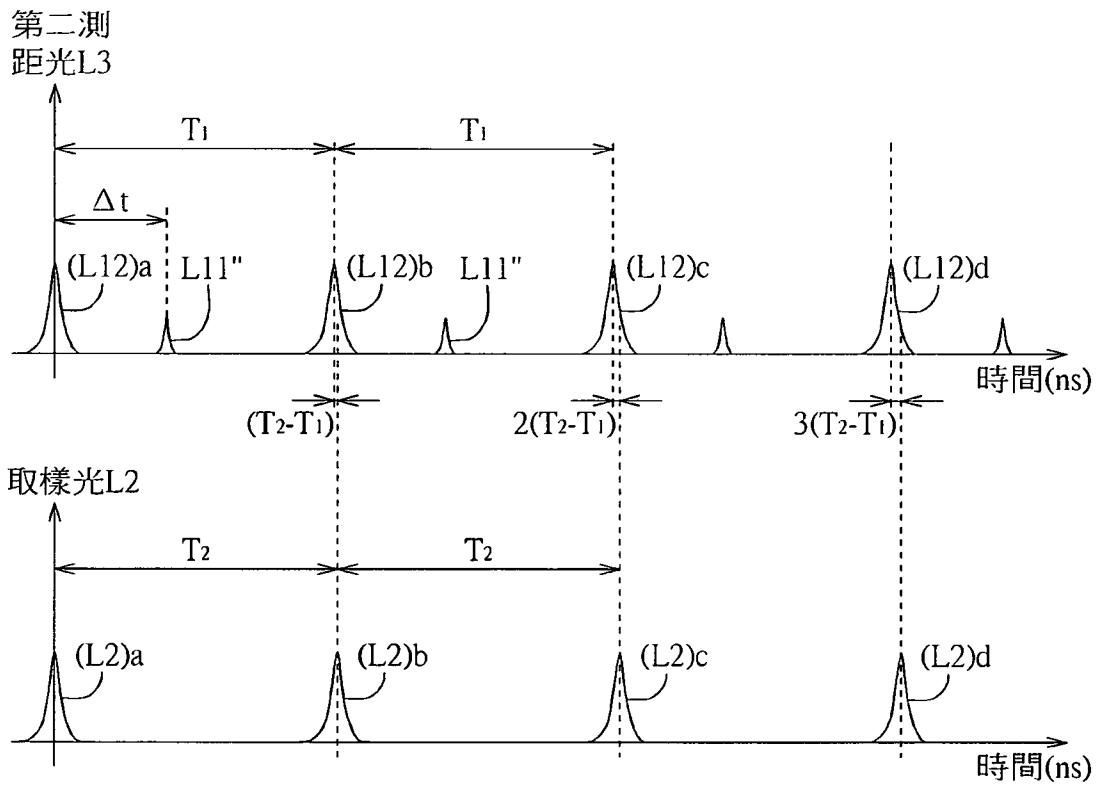 第二測
距光L3
T₁ T₁
Δt
(L12)a L11" (L12)b L11" (L12)c (L12)d
時間(ns)
(T₂-T₁) 2(T₂-T₁) 3(T₂-T₁)
取樣光L2
T₂ T₂
(L2)a (L2)b (L2)c (L2)d
時間(ns)